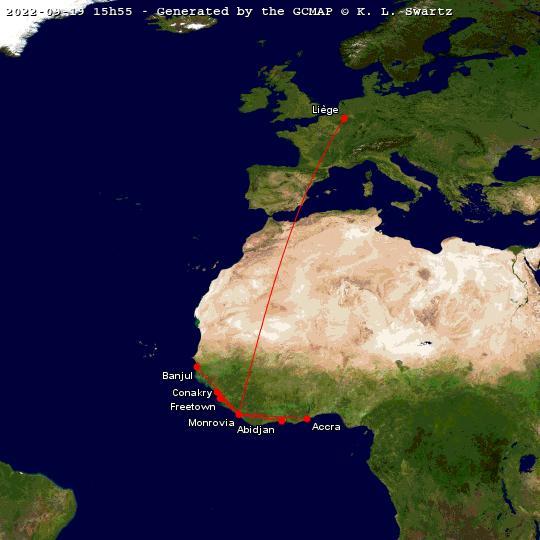 2022-09-19 15h55 - Generated by the GCMAP © K. L. Swartz
Liège
Banjul
Conakry
Freetown
Monrovia
Abidjan
Accra